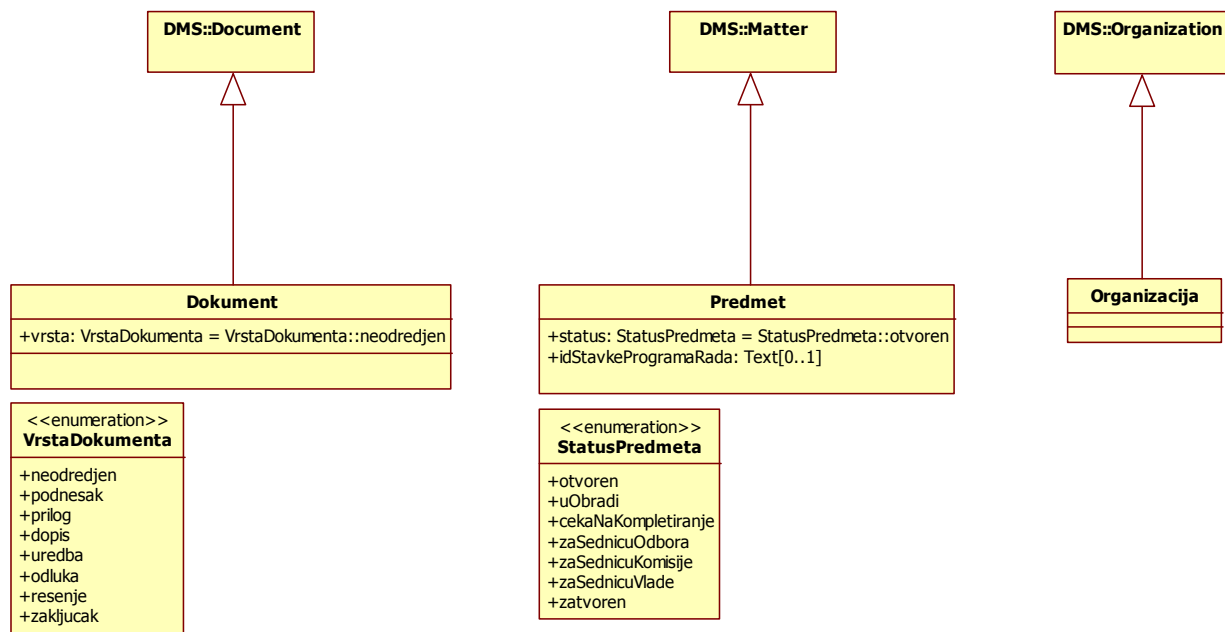 DMS::Document
DMS::Matter
DMS::Organization
Dokument
+vrsta: VrstaDokumenta = VrstaDokumenta::neodredjen
Predmet
+status: StatusPredmeta = StatusPredmeta::otvoren
+idStavkeProgramaRada: Text[0..1]
Organizacija
<<enumeration>>
VrstaDokumenta
+neodredjen
+podnesak
+prilog
+dopis
+uredba
+odluka
+resenje
+zakljucak
<<enumeration>>
StatusPredmeta
+otvoren
+uObradi
+cekaNaKompletiranje
+zaSednicuOdbora
+zaSednicuKomisije
+zaSednicuVlade
+zatvoren